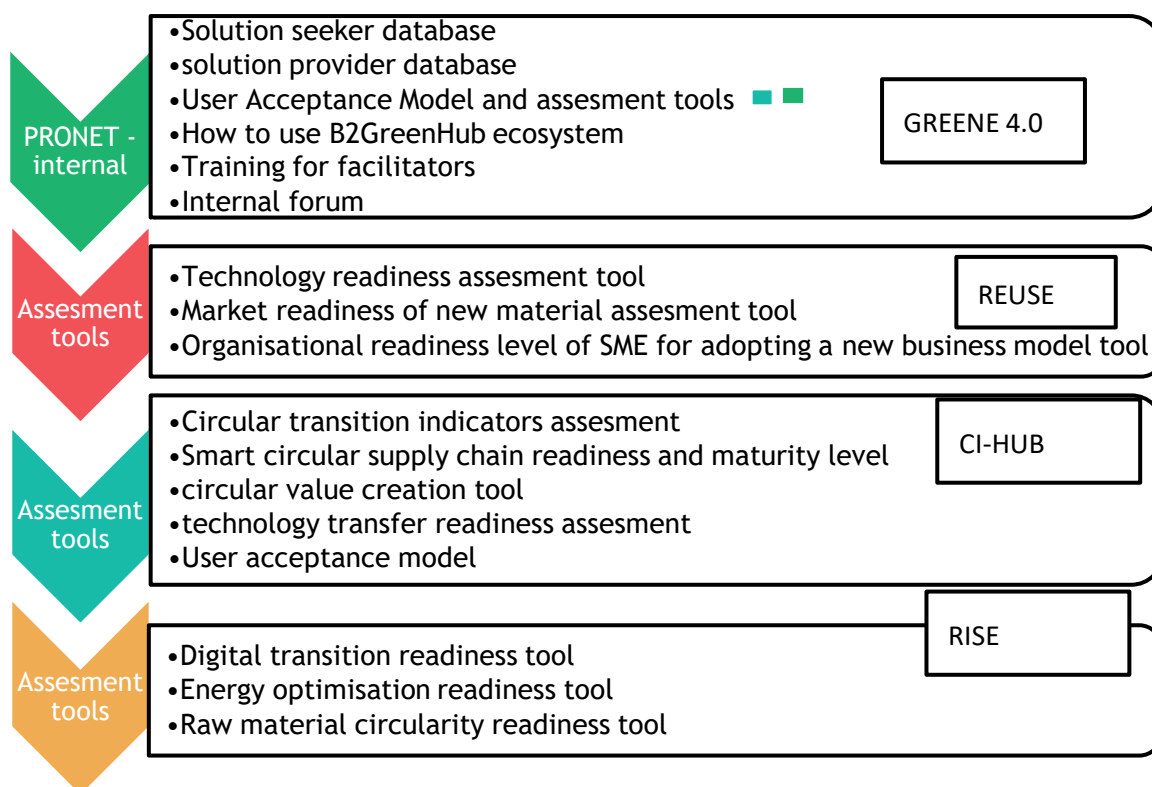 PRONET -
internal
•Solution seeker database
•solution provider database
•User Acceptance Model and assesment tools
•How to use B2GreenHub ecosystem
•Training for facilitators
•Internal forum
GREENE 4.0
Assesment
tools
•Technology readiness assesment tool
•Market readiness of new material assesment tool
•Organisational readiness level of SME for adopting a new business model tool
REUSE
Assesment
tools
•Circular transition indicators assesment
•Smart circular supply chain readiness and maturity level
•circular value creation tool
•technology transfer readiness assesment
•User acceptance model
CI-HUB
Assesment
tools
•Digital transition readiness tool
•Energy optimisation readiness tool
•Raw material circularity readiness tool
RISE